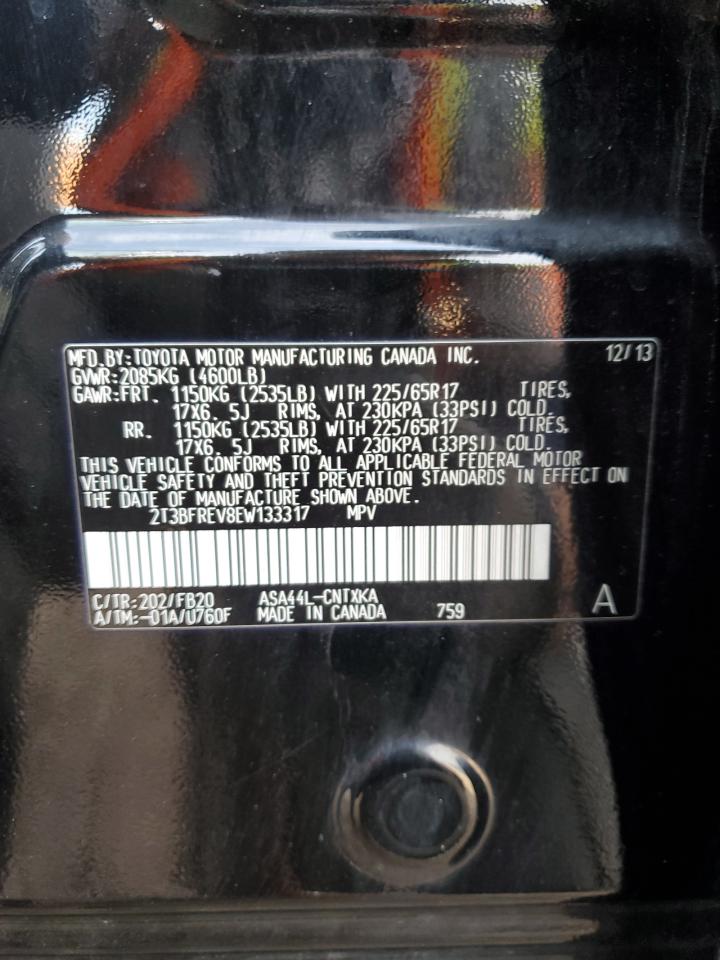 MFD.BY:TOYOTA MOTOR MANUFACTURING CANADA INC. 12/13
GVWR:2085KG (4600LB)
GAWR:FRT. 1150KG (2535LB) WITH 225/65R17 TIRES,
17X6.5J RIMS, AT 230KPA (33PSI) COLD.
RR. 1150KG (2535LB) WITH 225/65R17 TIRES,
17X6.5J RIMS, AT 230KPA (33PSI) COLD.
THIS VEHICLE CONFORMS TO ALL APPLICABLE FEDERAL MOTOR
VEHICLE SAFETY AND THEFT PREVENTION STANDARDS IN EFFECT ON
THE DATE OF MANUFACTURE SHOWN ABOVE.
2T3BFREV8EW133317 MPV
C/TR:202/FB20 ASA44L-CNTXKA
A/TM:-01A/U760F MADE IN CANADA 759 A